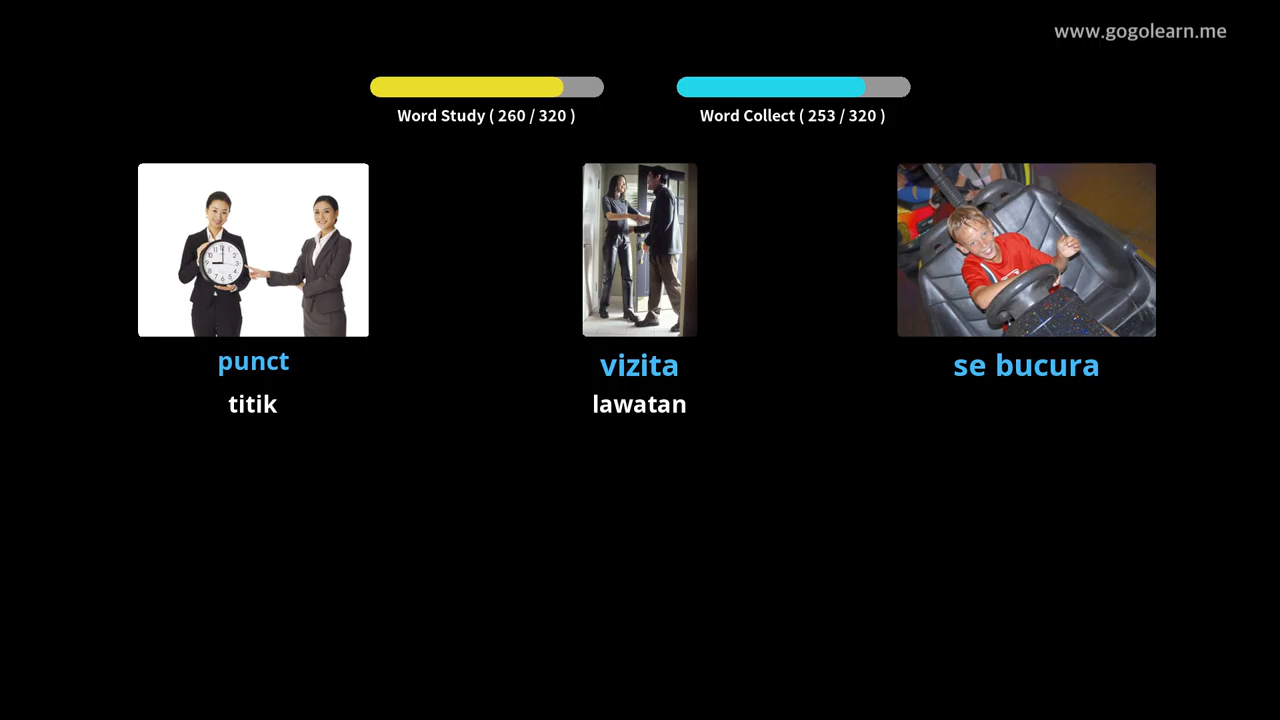 www.gogolearn.me
Word Study ( 260 / 320 )
Word Collect ( 253 / 320 )
punct
titik
vizita
lawatan
se bucura